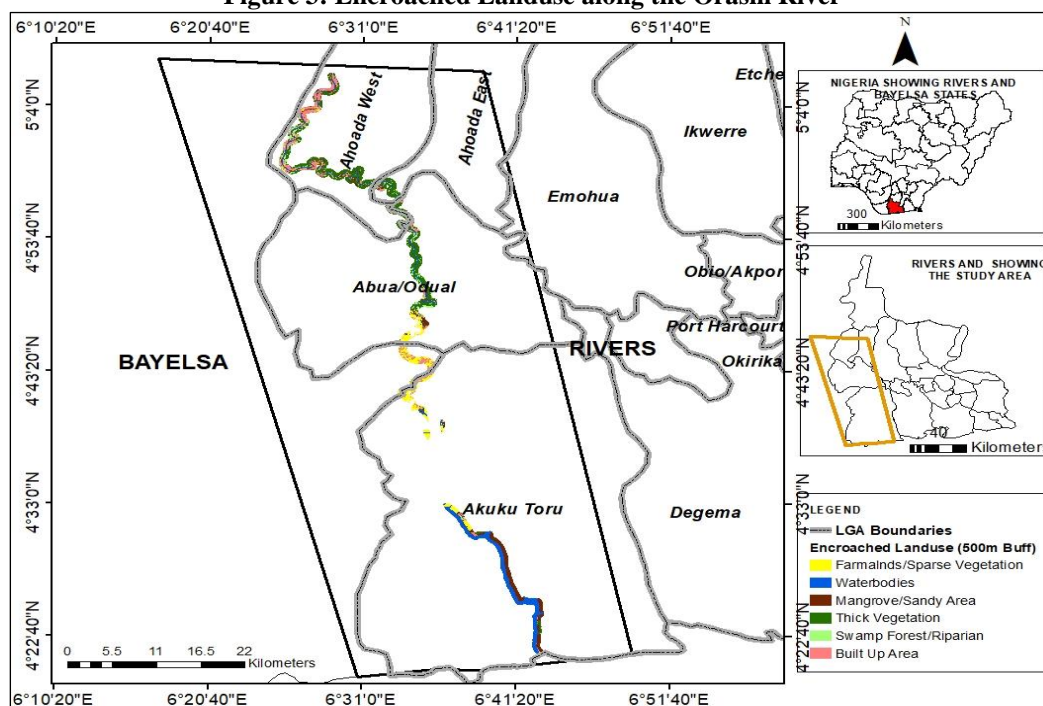 Figure 3: Encroached Landuse along the Orashi River
6°10'20"E 6°20'40"E 6°31'0"E 6°41'20"E 6°51'40"E
N
5°4'0"N
4°53'40"N
4°43'20"N
4°33'0"N
4°22'40"N
Ahoada West
Ahoada East
Etche
Ikwerre
Emohua
Obio/Akpor
Abua/Odual
Port Harcourt
BAYELSA
RIVERS
Okirika
Akuku Toru
Degema
0 5.5 11 16.5 22
Kilometers
6°10'20"E 6°20'40"E 6°31'0"E 6°41'20"E 6°51'40"E
5°4'0"N
4°53'40"N
4°43'20"N
4°33'0"N
4°22'40"N
NIGERIA SHOWING RIVERS AND
BAYELSA STATES
300
Kilometers
RIVERS AND SHOWING
THE STUDY AREA
40
Kilometers
LEGEND
LGA Boundaries
Encroached Landuse (500m Buff)
Farmalnds/Sparse Vegetation
Waterbodies
Mangrove/Sandy Area
Thick Vegetation
Swamp Forest/Riparian
Built Up Area